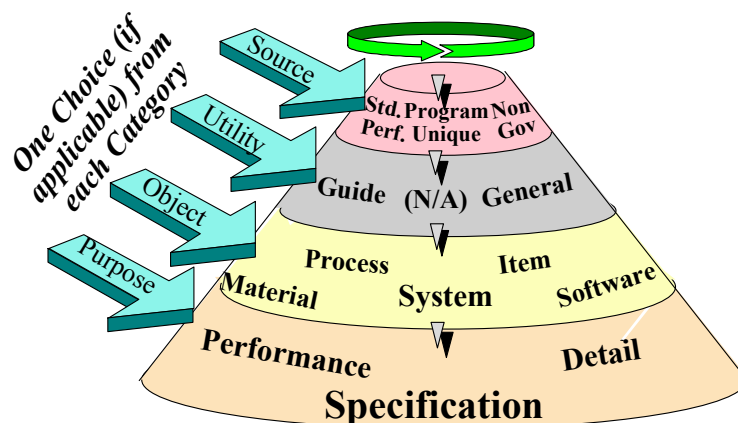 One Choice (if
applicable) from
each Category
Source
Utility
Object
Purpose
Std. Program Non
Perf. Unique Gov
Guide (N/A) General
Process Item
Material System Software
Performance Detail
Specification